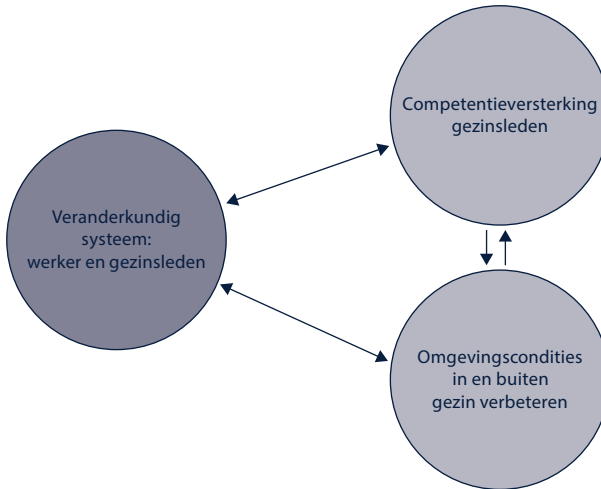 Competentieversterking
gezinsleden
Veranderkundig
systeem:
werker en gezinsleden
Omgevingscondities
in en buiten
gezin verbeteren